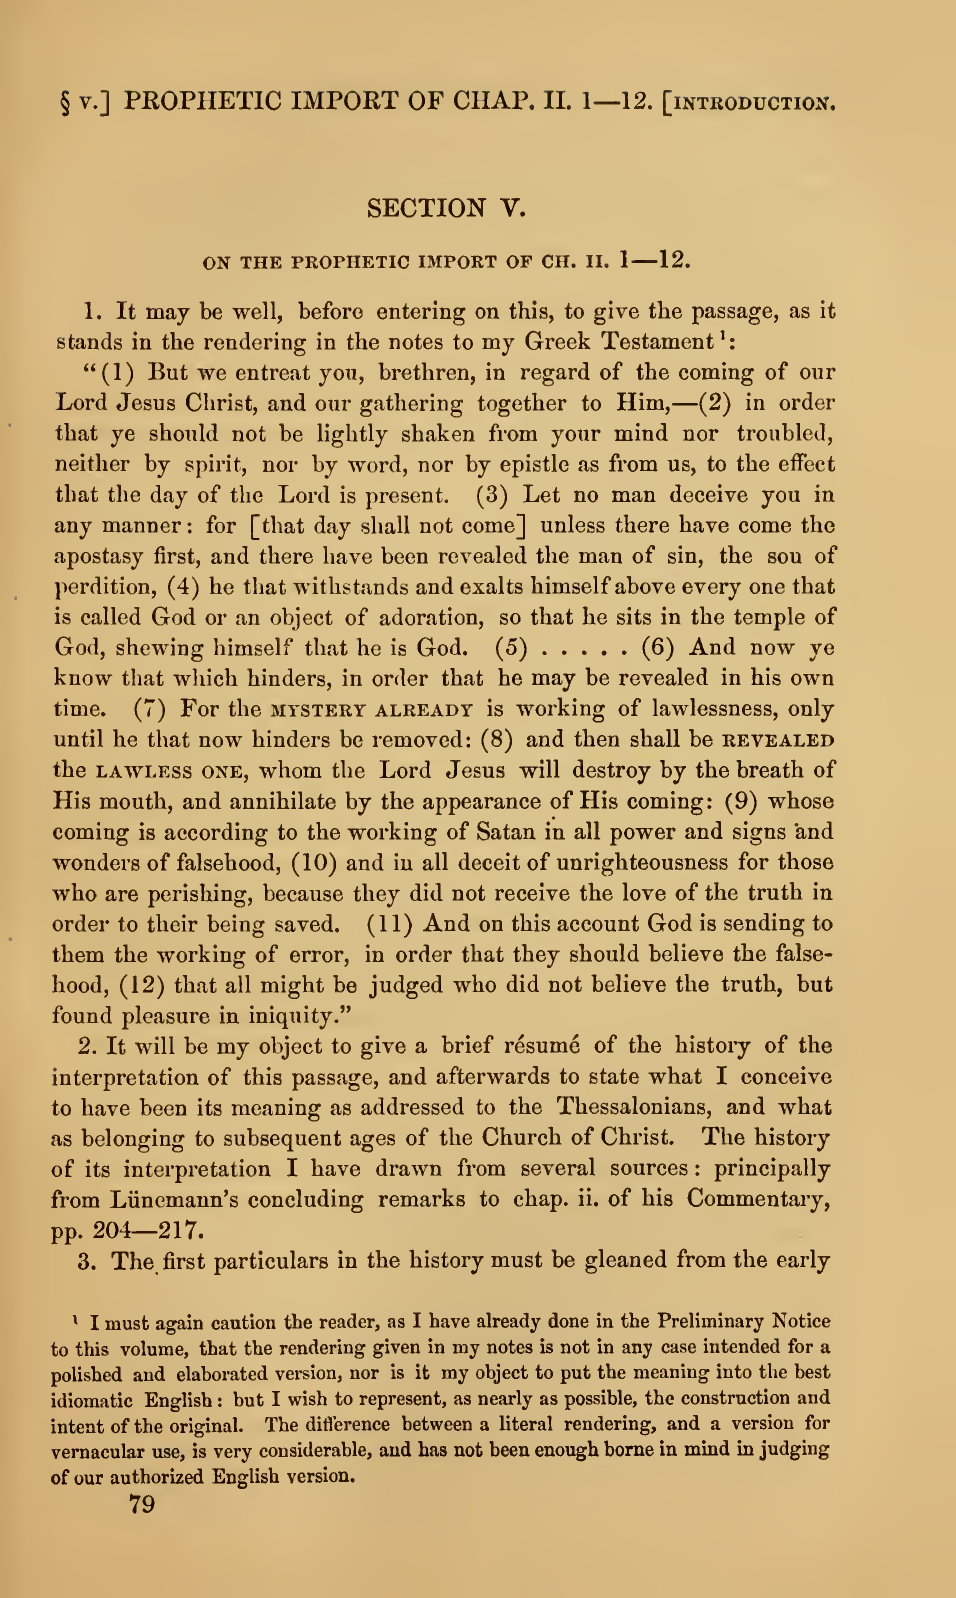 § V.] PROPHETIC IMPORT OF CHAP. II. 1—12. [INTRODUCTION.
SECTION V.
ON THE PROPHETIC IMPORT OF CH. II. 1—12.
1. It may be well, before entering on this, to give the passage, as it
stands in the rendering in the notes to my Greek Testament ¹:
“(1) But we entreat you, brethren, in regard of the coming of our
Lord Jesus Christ, and our gathering together to Him,—(2) in order
that ye should not be lightly shaken from your mind nor troubled,
neither by spirit, nor by word, nor by epistle as from us, to the effect
that the day of the Lord is present. (3) Let no man deceive you in
any manner: for [that day shall not come] unless there have come the
apostasy first, and there have been revealed the man of sin, the son of
perdition, (4) he that withstands and exalts himself above every one that
is called God or an object of adoration, so that he sits in the temple of
God, shewing himself that he is God. (5) . . . . . (6) And now ye
know that which hinders, in order that he may be revealed in his own
time. (7) For the MYSTERY ALREADY is working of lawlessness, only
until he that now hinders be removed: (8) and then shall be REVEALED
the LAWLESS ONE, whom the Lord Jesus will destroy by the breath of
His mouth, and annihilate by the appearance of His coming: (9) whose
coming is according to the working of Satan in all power and signs and
wonders of falsehood, (10) and in all deceit of unrighteousness for those
who are perishing, because they did not receive the love of the truth in
order to their being saved. (11) And on this account God is sending to
them the working of error, in order that they should believe the false-
hood, (12) that all might be judged who did not believe the truth, but
found pleasure in iniquity.”
2. It will be my object to give a brief résumé of the history of the
interpretation of this passage, and afterwards to state what I conceive
to have been its meaning as addressed to the Thessalonians, and what
as belonging to subsequent ages of the Church of Christ. The history
of its interpretation I have drawn from several sources: principally
from Lünemann’s concluding remarks to chap. ii. of his Commentary,
pp. 204—217.
3. The first particulars in the history must be gleaned from the early
¹ I must again caution the reader, as I have already done in the Preliminary Notice
to this volume, that the rendering given in my notes is not in any case intended for a
polished and elaborated version, nor is it my object to put the meaning into the best
idiomatic English: but I wish to represent, as nearly as possible, the construction and
intent of the original. The difference between a literal rendering, and a version for
vernacular use, is very considerable, and has not been enough borne in mind in judging
of our authorized English version.
79